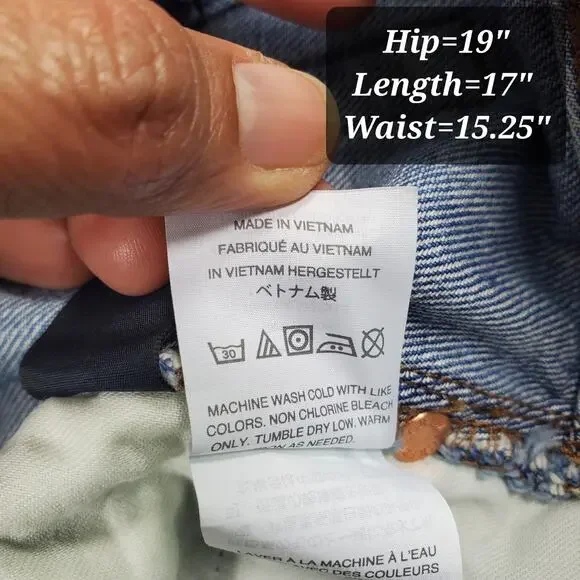 Hip=19"
Length=17"
Waist=15.25"
MADE IN VIETNAM
FABRIQUÉ AU VIETNAM
IN VIETNAM HERGESTELLT
ベトナム製
30
MACHINE WASH COLD WITH LIKE
COLORS. NON CHLORINE BLEACH
ONLY. TUMBLE DRY LOW. WARM
AS NEEDED.
LAVER À LA MACHINE À L'EAU
AVEC DES COULEURS